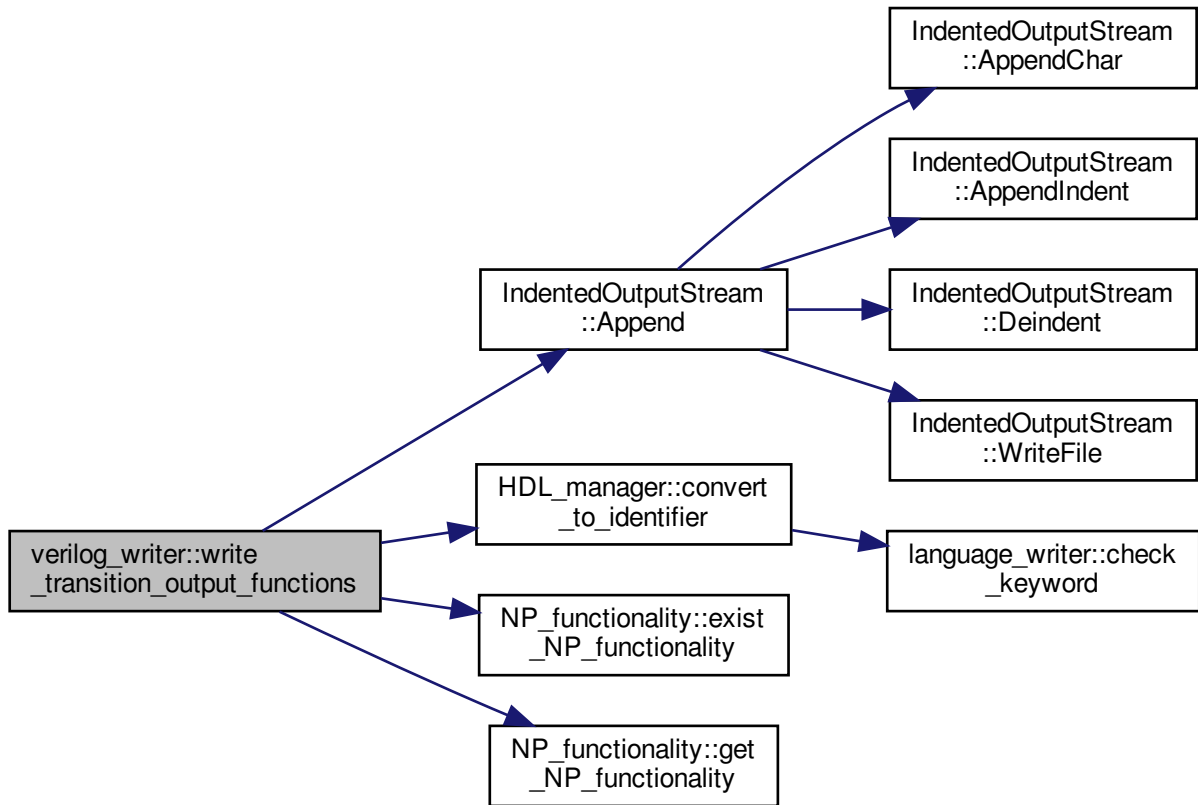 IndentedOutputStream
::AppendChar
IndentedOutputStream
::AppendIndent
IndentedOutputStream
::Append
IndentedOutputStream
::Deindent
IndentedOutputStream
::WriteFile
HDL_manager::convert
_to_identifier
verilog_writer::write
_transition_output_functions
language_writer::check
_keyword
NP_functionality::exist
_NP_functionality
NP_functionality::get
_NP_functionality